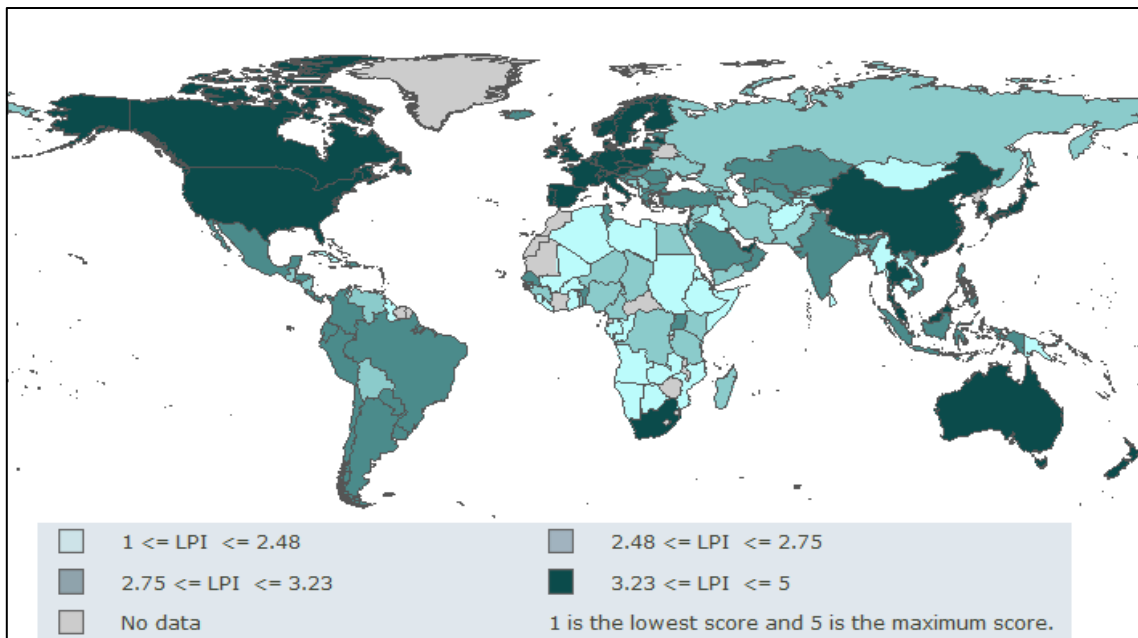 1 <= LPI <= 2.48
2.48 <= LPI <= 2.75
2.75 <= LPI <= 3.23
3.23 <= LPI <= 5
No data
1 is the lowest score and 5 is the maximum score.